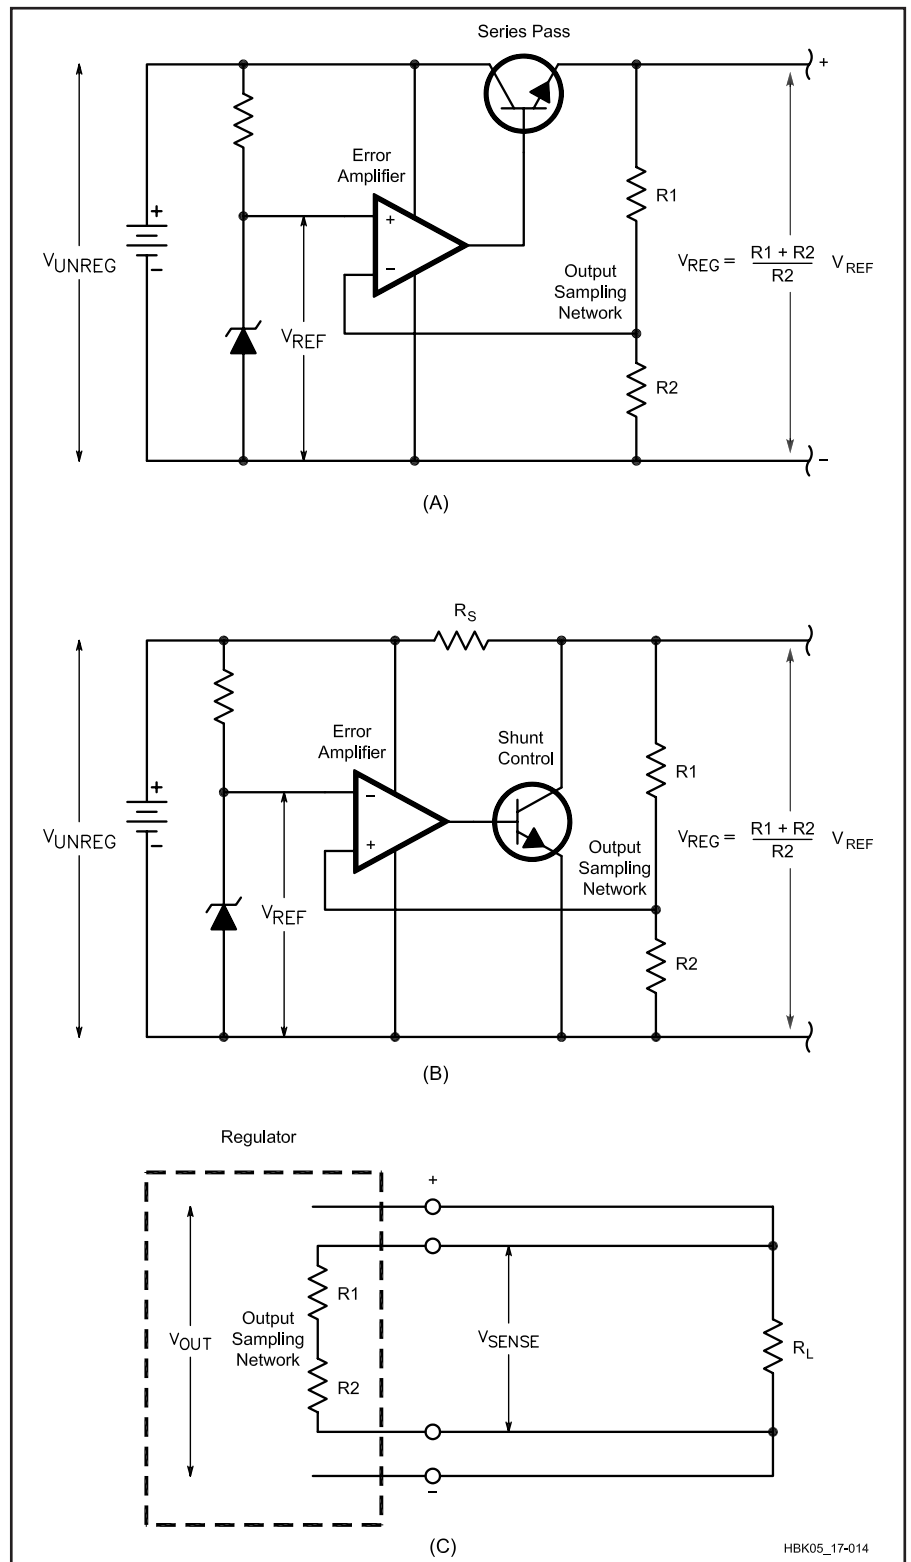 Series Pass
+
Error
Amplifier
+
−
R1
+
−
VUNREG
VREF
Output
Sampling
Network
VREG = R1 + R2 / R2 VREF
R2
−
(A)
RS
Error
Amplifier
Shunt
Control
−
+
R1
+
−
VUNREG
VREF
Output
Sampling
Network
VREG = R1 + R2 / R2 VREF
R2
(B)
Regulator
+
R1
VOUT
Output
Sampling
Network
VSENSE
RL
R2
−
(C)
HBK05_17-014